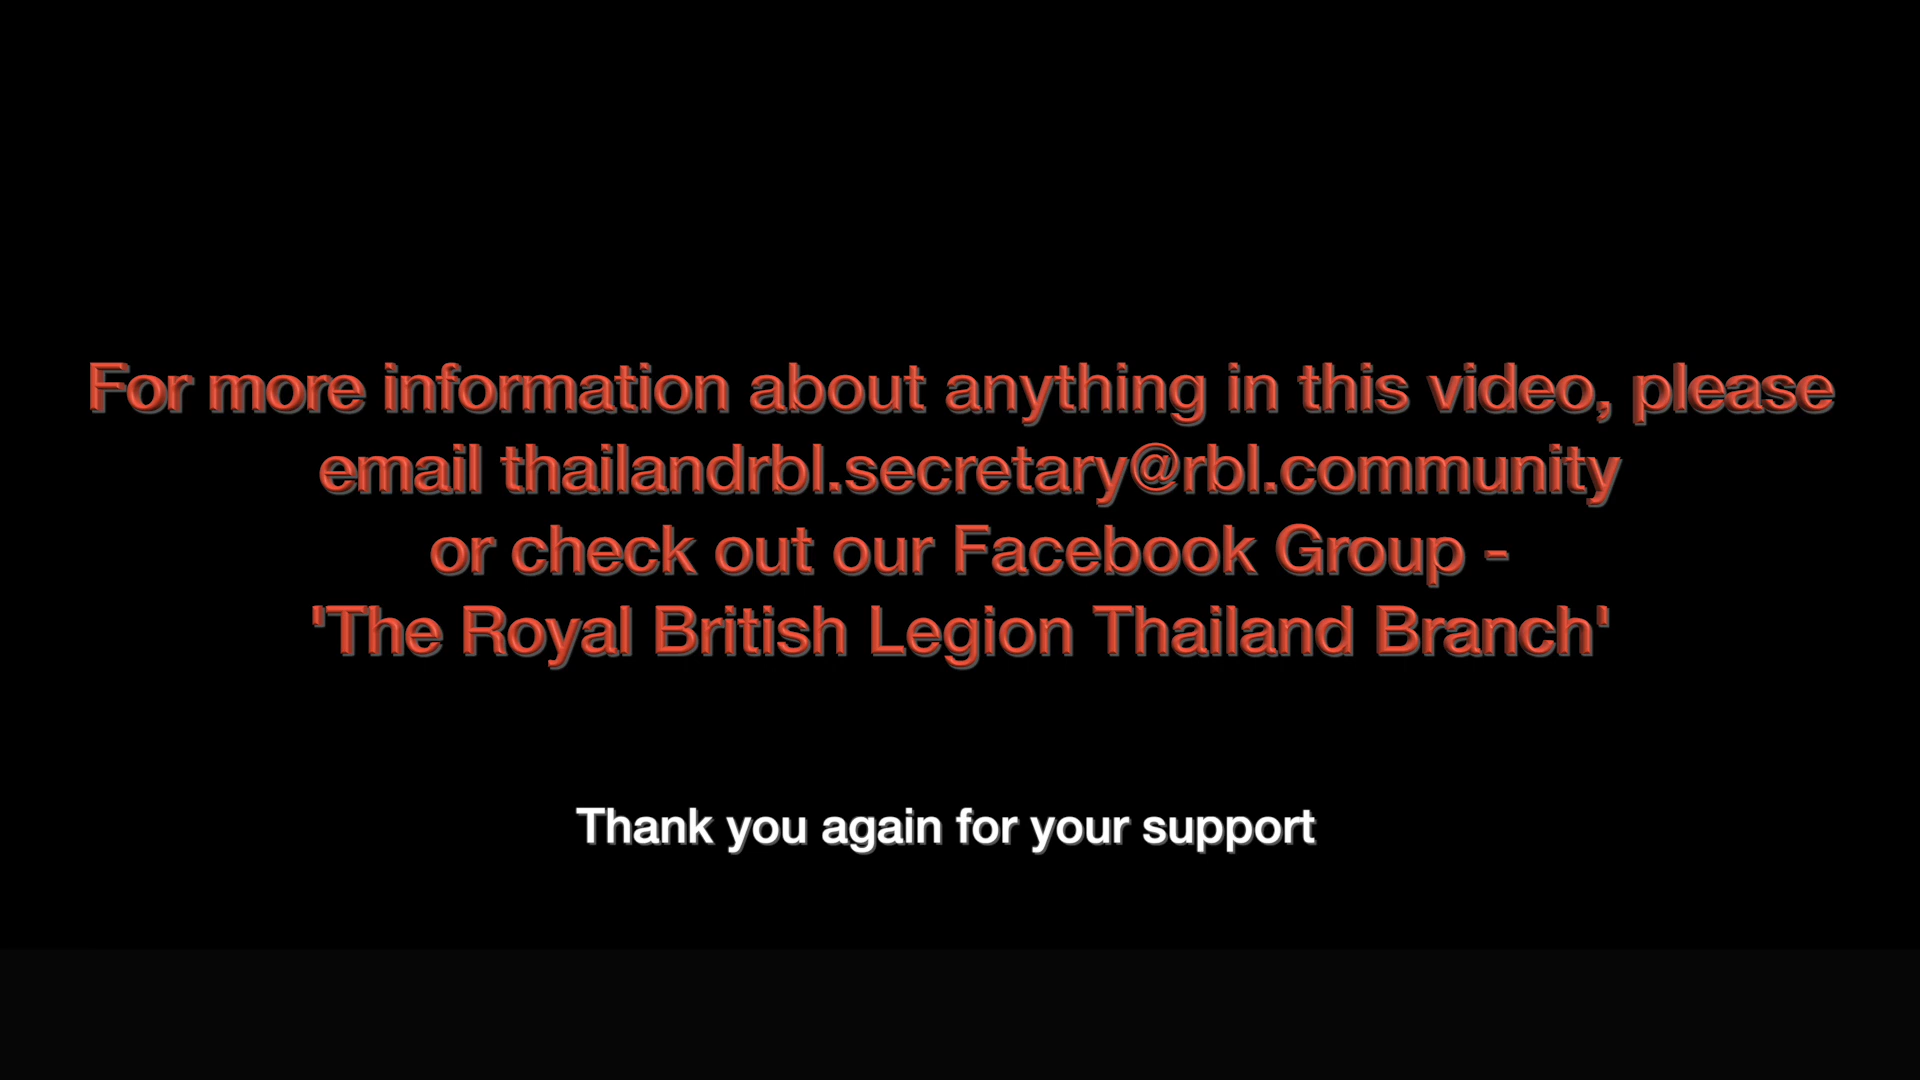 For more information about anything in this video, please
email thailandrbl.secretary@rbl.community
or check out our Facebook Group -
'The Royal British Legion Thailand Branch'
Thank you again for your support